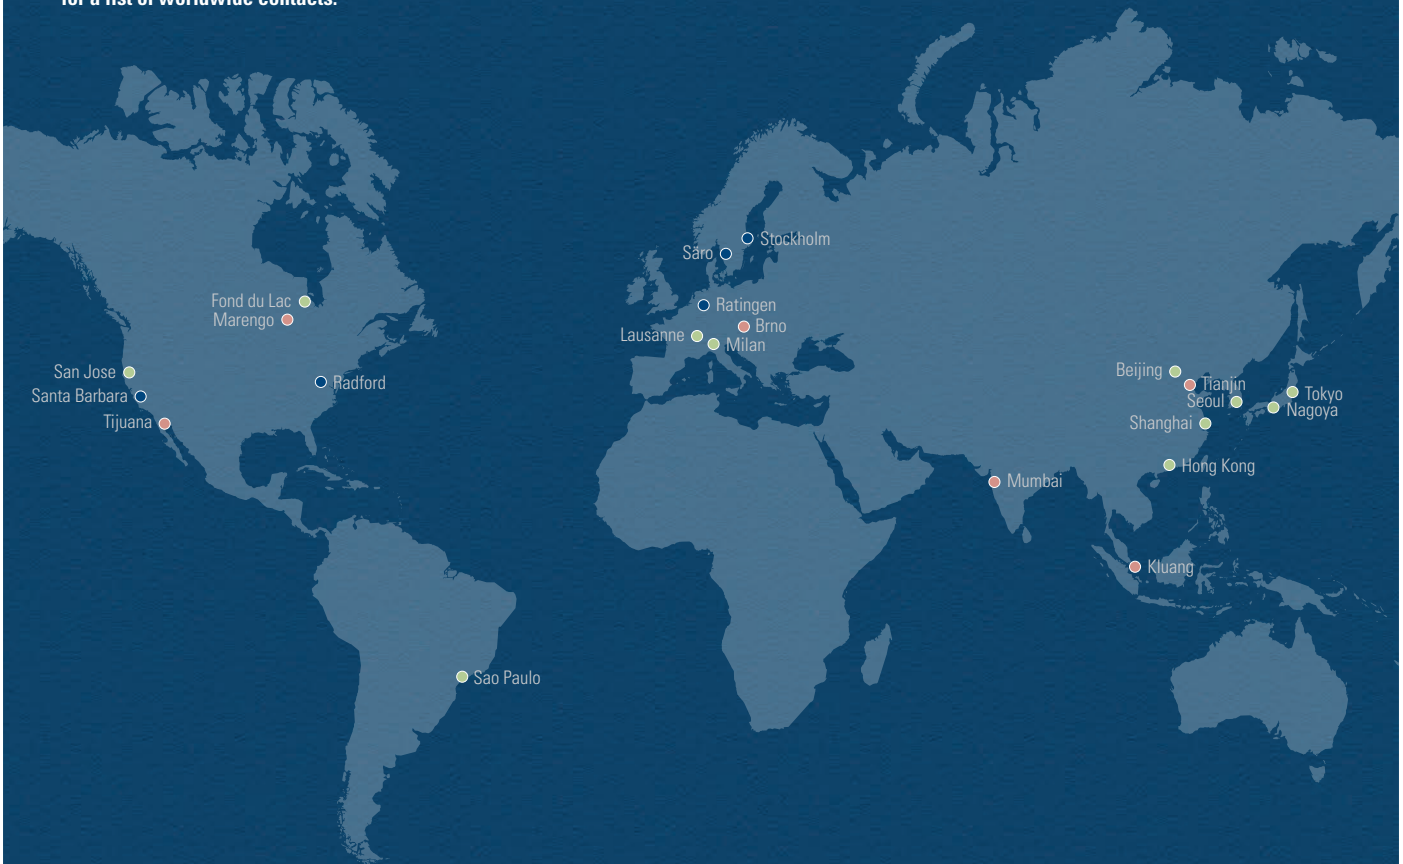 for a list of worldwide contacts.
Stockholm
Säro
Fond du Lac
Ratingen
Marengo
Brno
Lausanne
Milan
San Jose
Beijing
Radford
Tianjin
Santa Barbara
Tokyo
Seoul
Nagoya
Tijuana
Shanghai
Hong Kong
Mumbai
Kluang
Sao Paulo